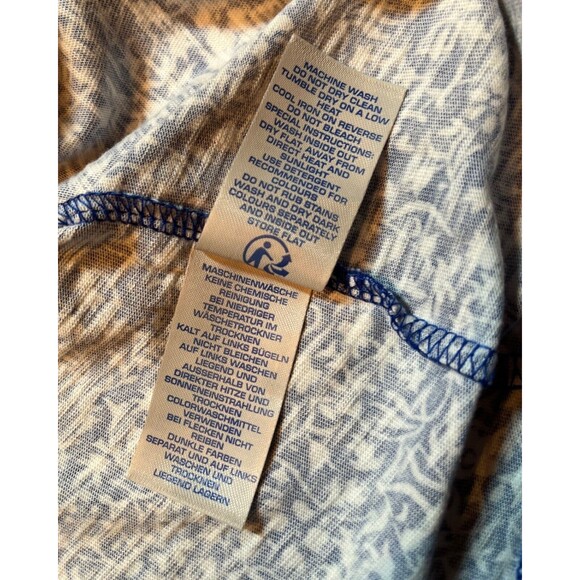 MACHINE WASH
DO NOT DRY CLEAN
TUMBLE DRY ON A LOW
HEAT
COOL IRON ON REVERSE
DO NOT BLEACH
SPECIAL INSTRUCTIONS:
WASH INSIDE OUT
DRY FLAT AWAY FROM
DIRECT HEAT AND
SUNLIGHT
USE DETERGENT
RECOMMENDED FOR
COLOURS
DO NOT RUB STAINS
WASH AND DRY DARK
COLOURS SEPARATELY
AND INSIDE OUT
STORE FLAT
MASCHINENWÄSCHE
KEINE CHEMISCHE
REINIGUNG
BEI NIEDRIGER
TEMPERATUR IM
WÄSCHETROCKNER
TROCKNEN
KALT AUF LINKS BÜGELN
NICHT BLEICHEN
AUF LINKS WASCHEN
LIEGEND UND
AUSSERHALB VON
DIREKTER HITZE UND
SONNENEINSTRAHLUNG
TROCKNEN
COLORWASCHMITTEL
VERWENDEN
BEI FLECKEN NICHT
REIBEN
DUNKLE FARBEN
SEPARAT UND AUF LINKS
WASCHEN UND
TROCKNEN
LIEGEND LAGERN